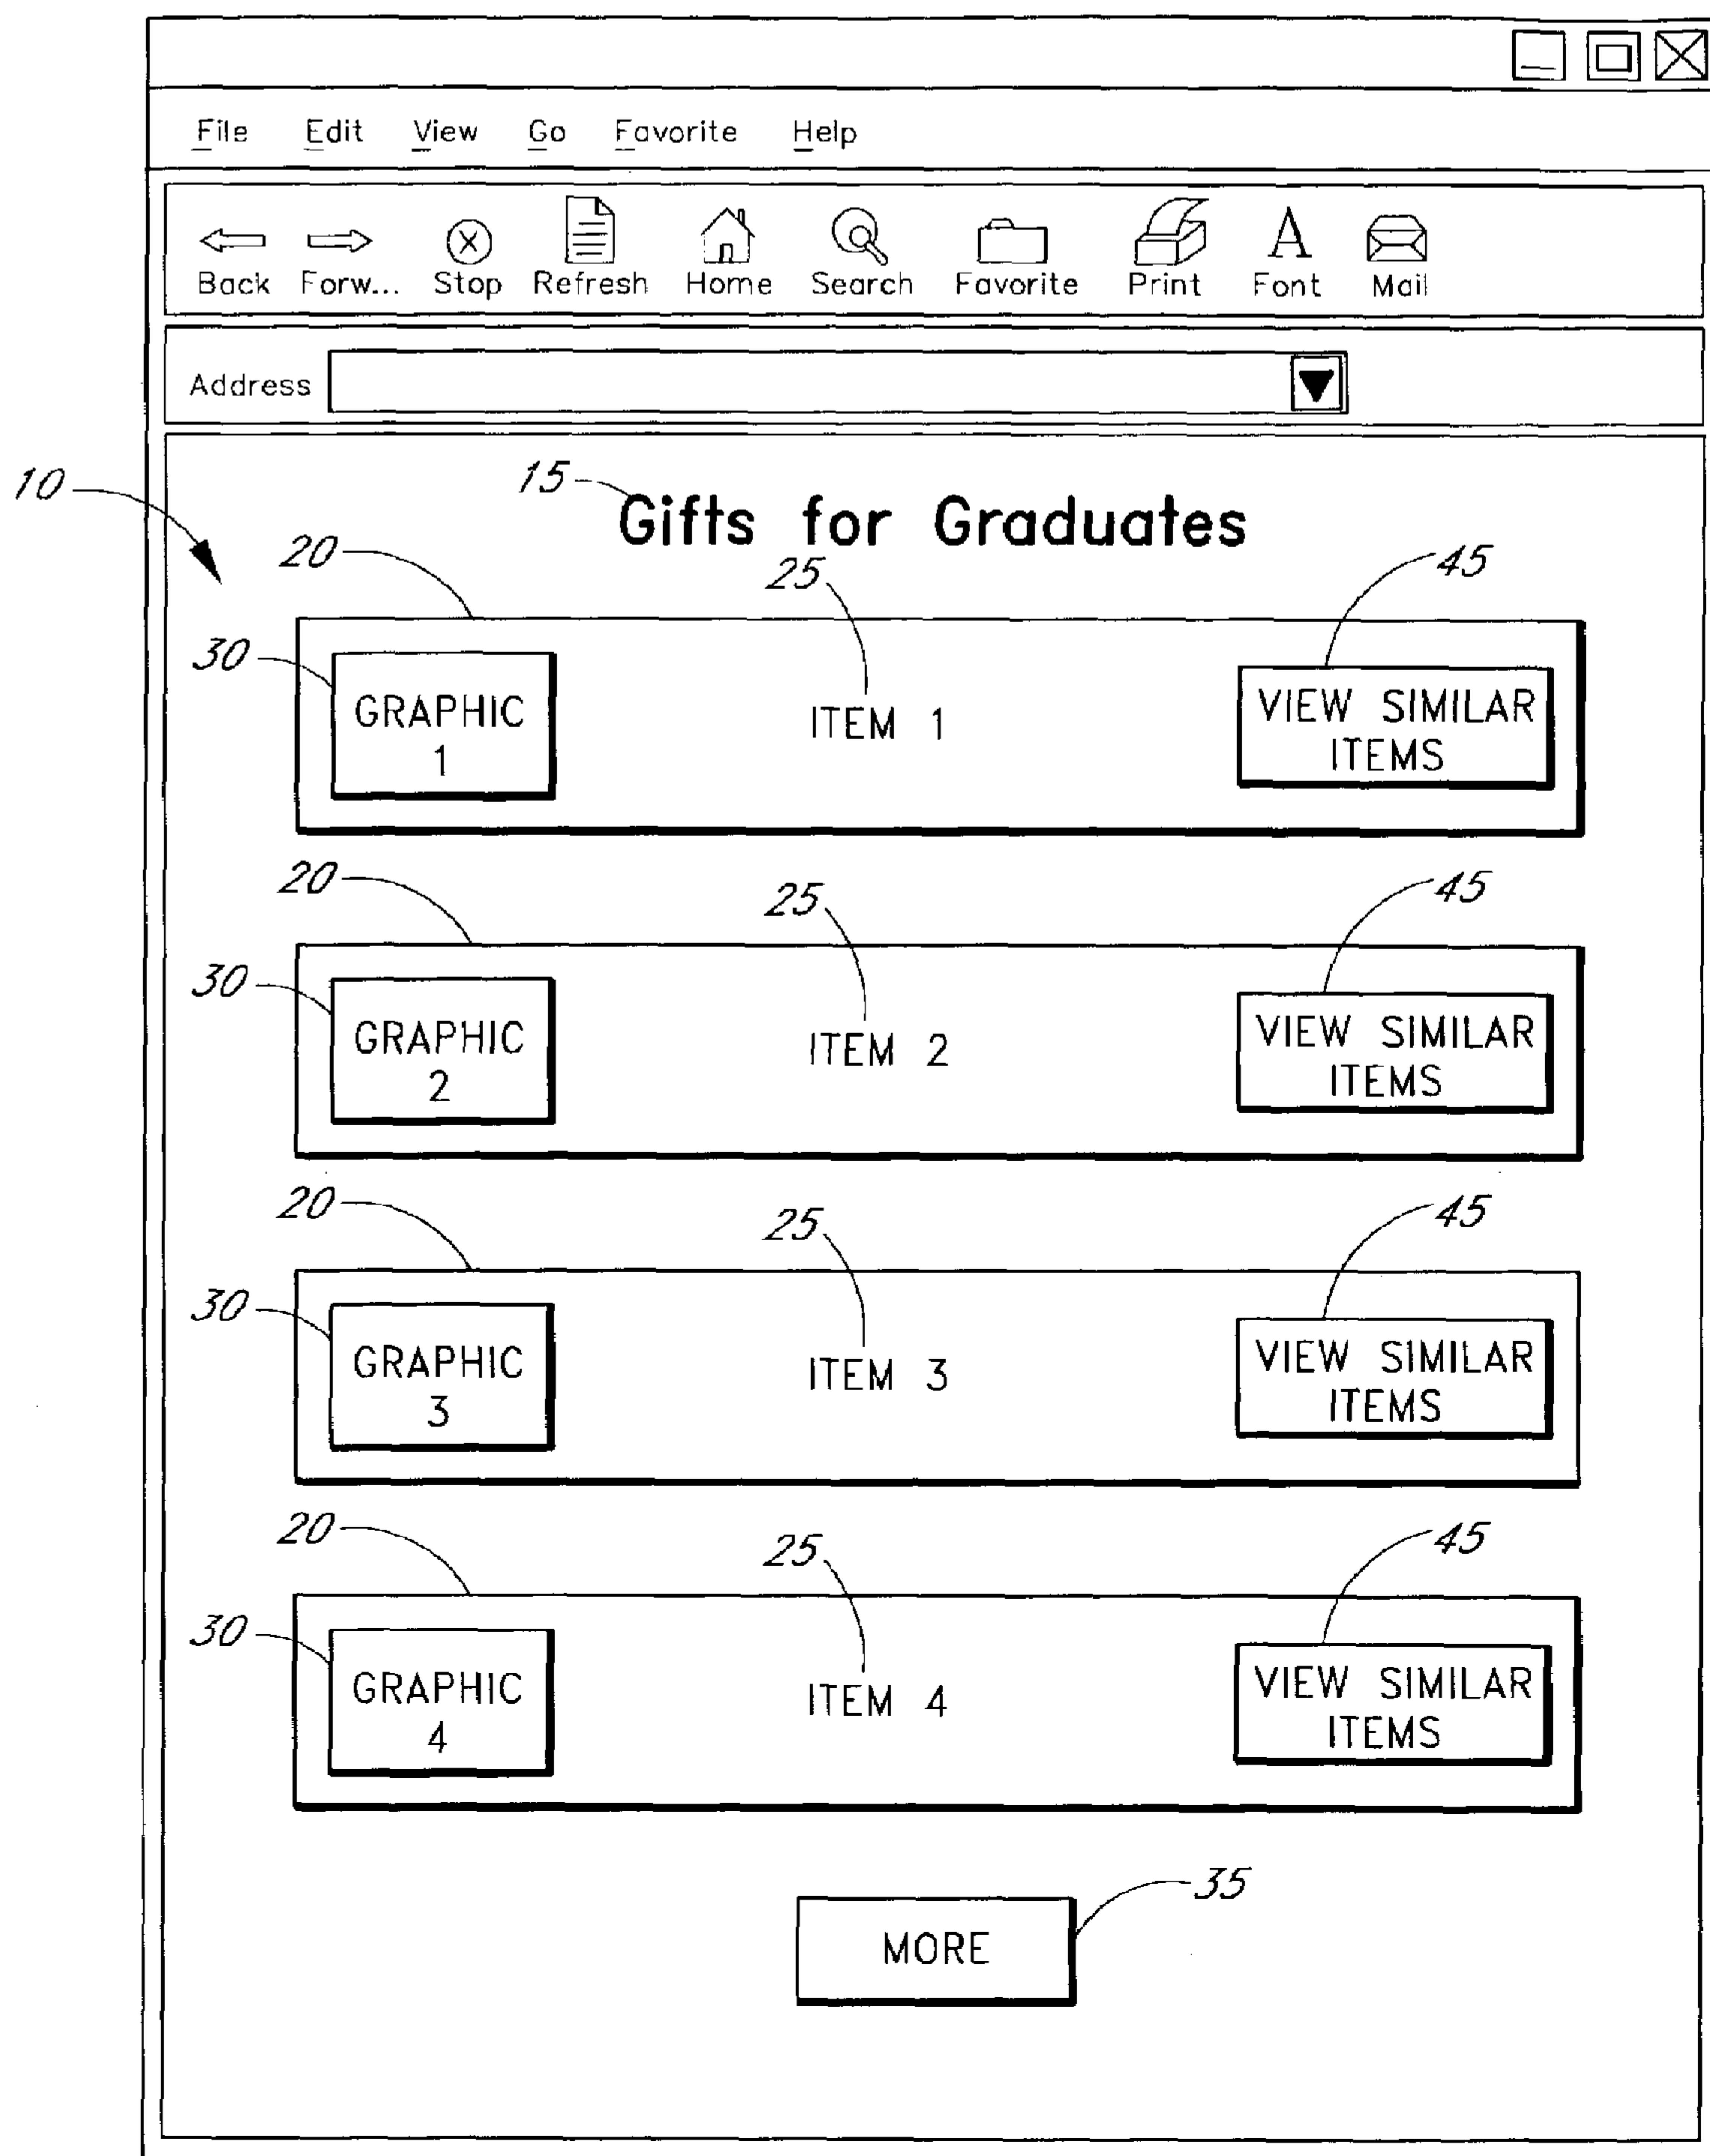 File Edit View Go Favorite Help
Back Forw... Stop Refresh Home Search Favorite Print Font Mail
Address
10
15
Gifts for Graduates
20
25
45
30
GRAPHIC
1
ITEM 1
VIEW SIMILAR
ITEMS
20
25
45
30
GRAPHIC
2
ITEM 2
VIEW SIMILAR
ITEMS
20
25
45
30
GRAPHIC
3
ITEM 3
VIEW SIMILAR
ITEMS
20
25
45
30
GRAPHIC
4
ITEM 4
VIEW SIMILAR
ITEMS
35
MORE